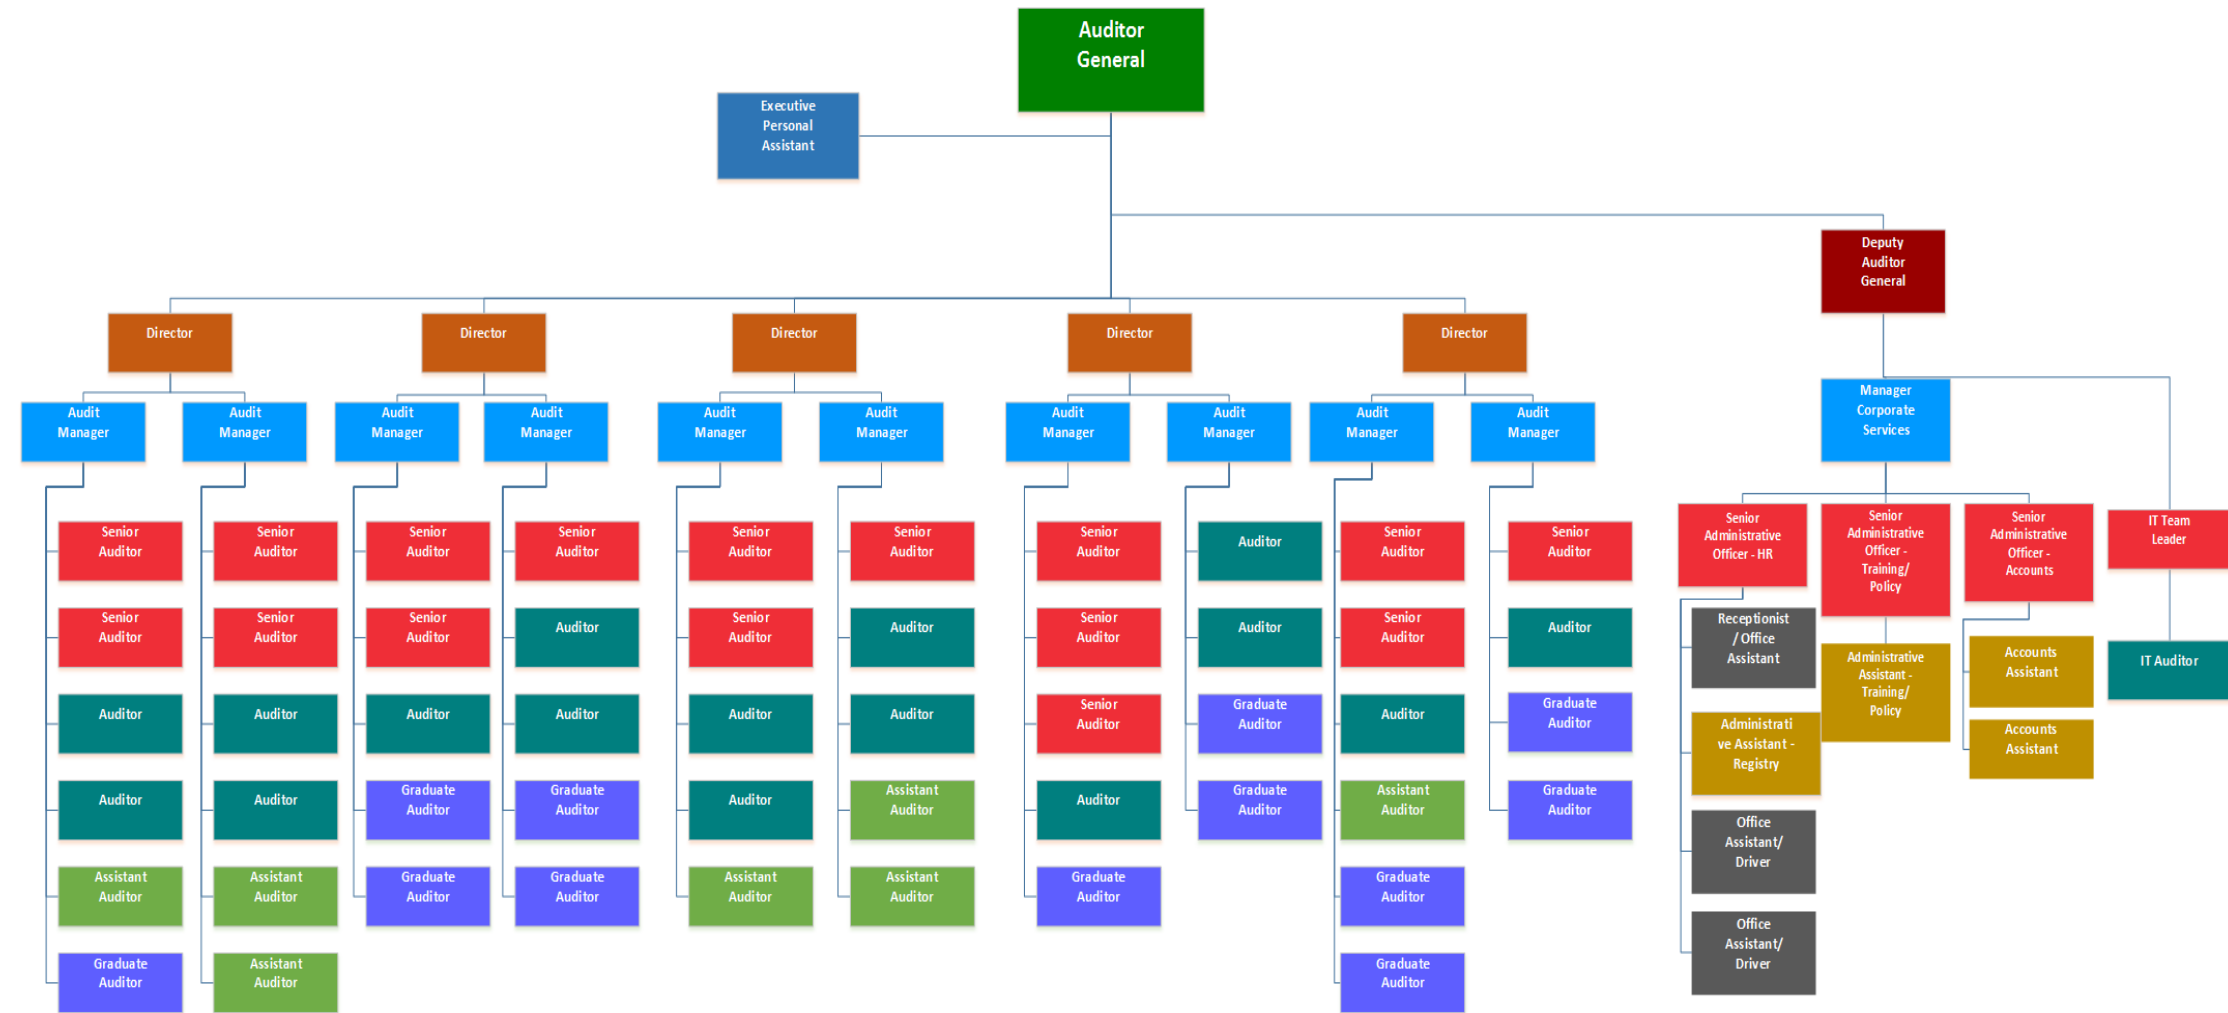 Auditor
General
Executive
Personal
Assistant
Deputy
Auditor
General
Director
Director
Director
Director
Director
Audit
Manager
Audit
Manager
Audit
Manager
Audit
Manager
Audit
Manager
Audit
Manager
Audit
Manager
Audit
Manager
Audit
Manager
Audit
Manager
Manager
Corporate
Services
Senior
Auditor
Senior
Auditor
Auditor
Auditor
Assistant
Auditor
Graduate
Auditor
Senior
Auditor
Senior
Auditor
Auditor
Auditor
Assistant
Auditor
Assistant
Auditor
Senior
Auditor
Senior
Auditor
Auditor
Graduate
Auditor
Graduate
Auditor
Senior
Auditor
Auditor
Auditor
Graduate
Auditor
Graduate
Auditor
Senior
Auditor
Senior
Auditor
Auditor
Auditor
Assistant
Auditor
Senior
Auditor
Auditor
Auditor
Assistant
Auditor
Assistant
Auditor
Senior
Auditor
Senior
Auditor
Senior
Auditor
Auditor
Graduate
Auditor
Auditor
Auditor
Graduate
Auditor
Graduate
Auditor
Senior
Auditor
Senior
Auditor
Auditor
Assistant
Auditor
Graduate
Auditor
Graduate
Auditor
Senior
Auditor
Auditor
Graduate
Auditor
Graduate
Auditor
Senior
Administrative
Officer - HR
Receptionist
/ Office
Assistant
Administrati
ve Assistant -
Registry
Office
Assistant/
Driver
Office
Assistant/
Driver
Senior
Administrative
Officer -
Training/
Policy
Administrative
Assistant -
Training/
Policy
Senior
Administrative
Officer -
Accounts
Accounts
Assistant
Accounts
Assistant
IT Team
Leader
IT Auditor